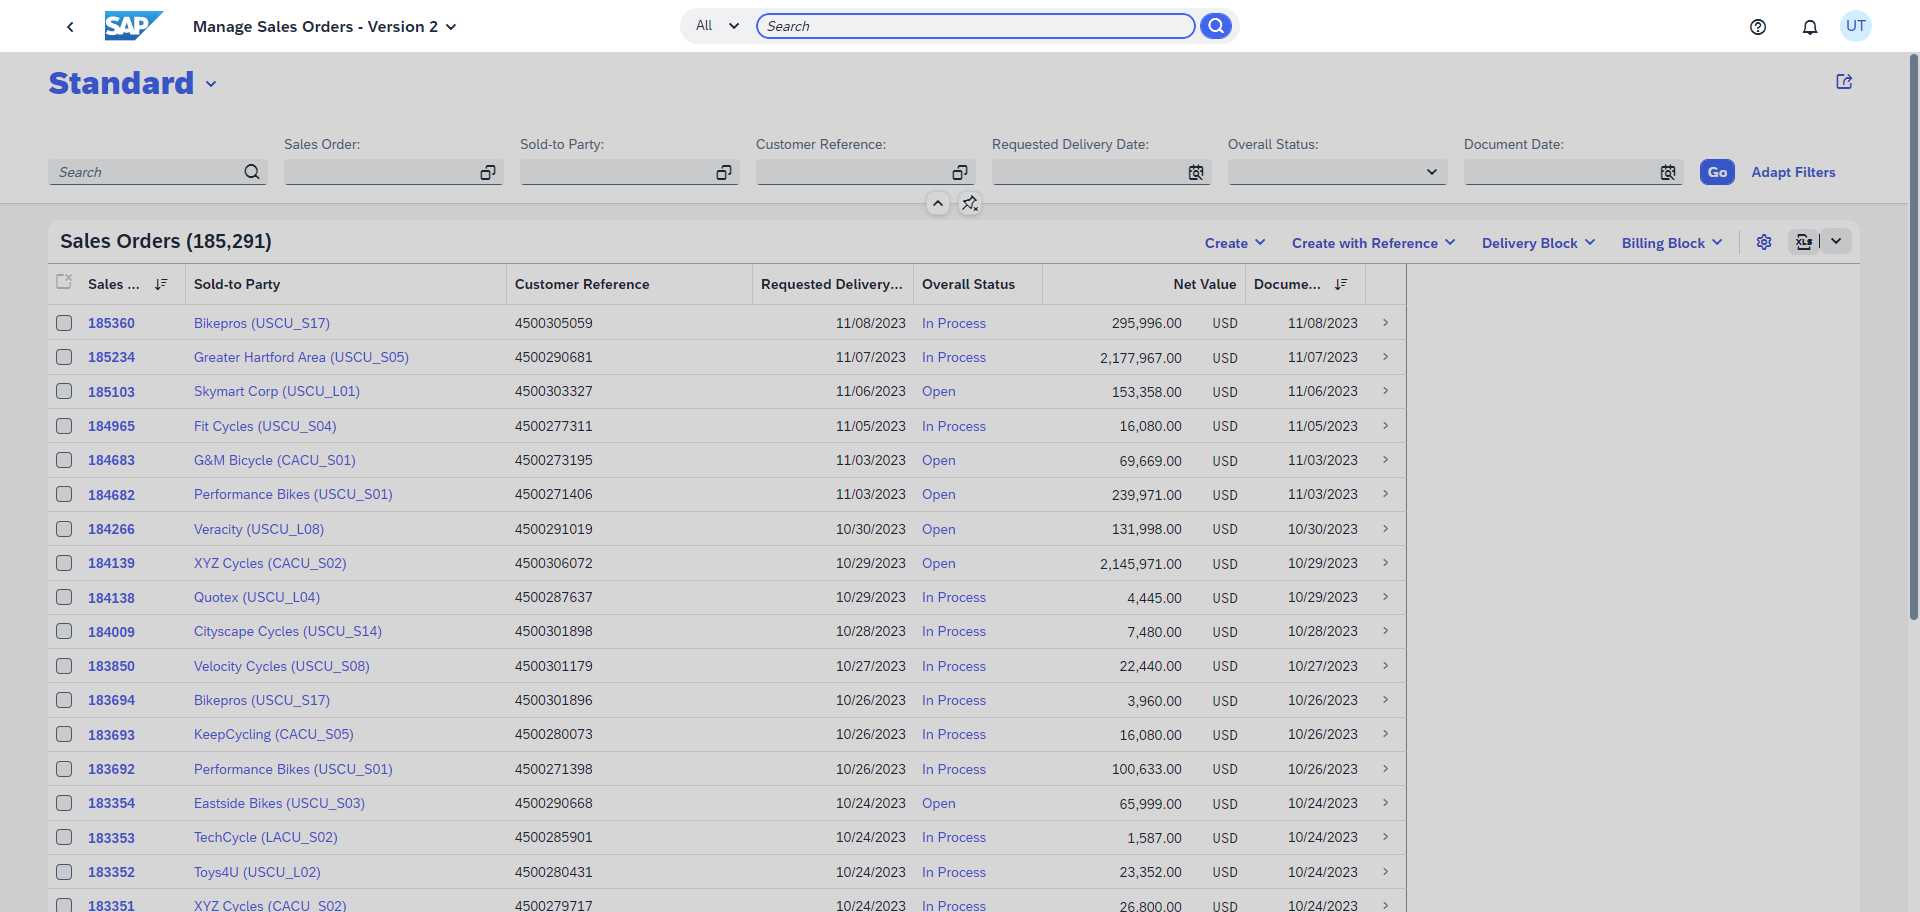 SAP Manage Sales Orders - Version 2 All Search UT
Standard
Sales Order: Sold-to Party: Customer Reference: Requested Delivery Date: Overall Status: Document Date:
Search Go Adapt Filters
Sales Orders (185,291) Create Create with Reference Delivery Block Billing Block XLS
Sales ... Sold-to Party Customer Reference Requested Delivery... Overall Status Net Value Docume...
185360 Bikepros (USCU_S17) 4500305059 11/08/2023 In Process 295,996.00 USD 11/08/2023
185234 Greater Hartford Area (USCU_S05) 4500290681 11/07/2023 In Process 2,177,967.00 USD 11/07/2023
185103 Skymart Corp (USCU_L01) 4500303327 11/06/2023 Open 153,358.00 USD 11/06/2023
184965 Fit Cycles (USCU_S04) 4500277311 11/05/2023 In Process 16,080.00 USD 11/05/2023
184683 G&M Bicycle (CACU_S01) 4500273195 11/03/2023 Open 69,669.00 USD 11/03/2023
184682 Performance Bikes (USCU_S01) 4500271406 11/03/2023 Open 239,971.00 USD 11/03/2023
184266 Veracity (USCU_L08) 4500291019 10/30/2023 Open 131,998.00 USD 10/30/2023
184139 XYZ Cycles (CACU_S02) 4500306072 10/29/2023 Open 2,145,971.00 USD 10/29/2023
184138 Quotex (USCU_L04) 4500287637 10/29/2023 In Process 4,445.00 USD 10/29/2023
184009 Cityscape Cycles (USCU_S14) 4500301898 10/28/2023 In Process 7,480.00 USD 10/28/2023
183850 Velocity Cycles (USCU_S08) 4500301179 10/27/2023 In Process 22,440.00 USD 10/27/2023
183694 Bikepros (USCU_S17) 4500301896 10/26/2023 In Process 3,960.00 USD 10/26/2023
183693 KeepCycling (CACU_S05) 4500280073 10/26/2023 In Process 16,080.00 USD 10/26/2023
183692 Performance Bikes (USCU_S01) 4500271398 10/26/2023 In Process 100,633.00 USD 10/26/2023
183354 Eastside Bikes (USCU_S03) 4500290668 10/24/2023 Open 65,999.00 USD 10/24/2023
183353 TechCycle (LACU_S02) 4500285901 10/24/2023 In Process 1,587.00 USD 10/24/2023
183352 Toys4U (USCU_L02) 4500280431 10/24/2023 In Process 23,352.00 USD 10/24/2023
183351 XYZ Cycles (CACU_S02) 4500279717 10/24/2023 In Process 26,800.00 USD 10/24/2023